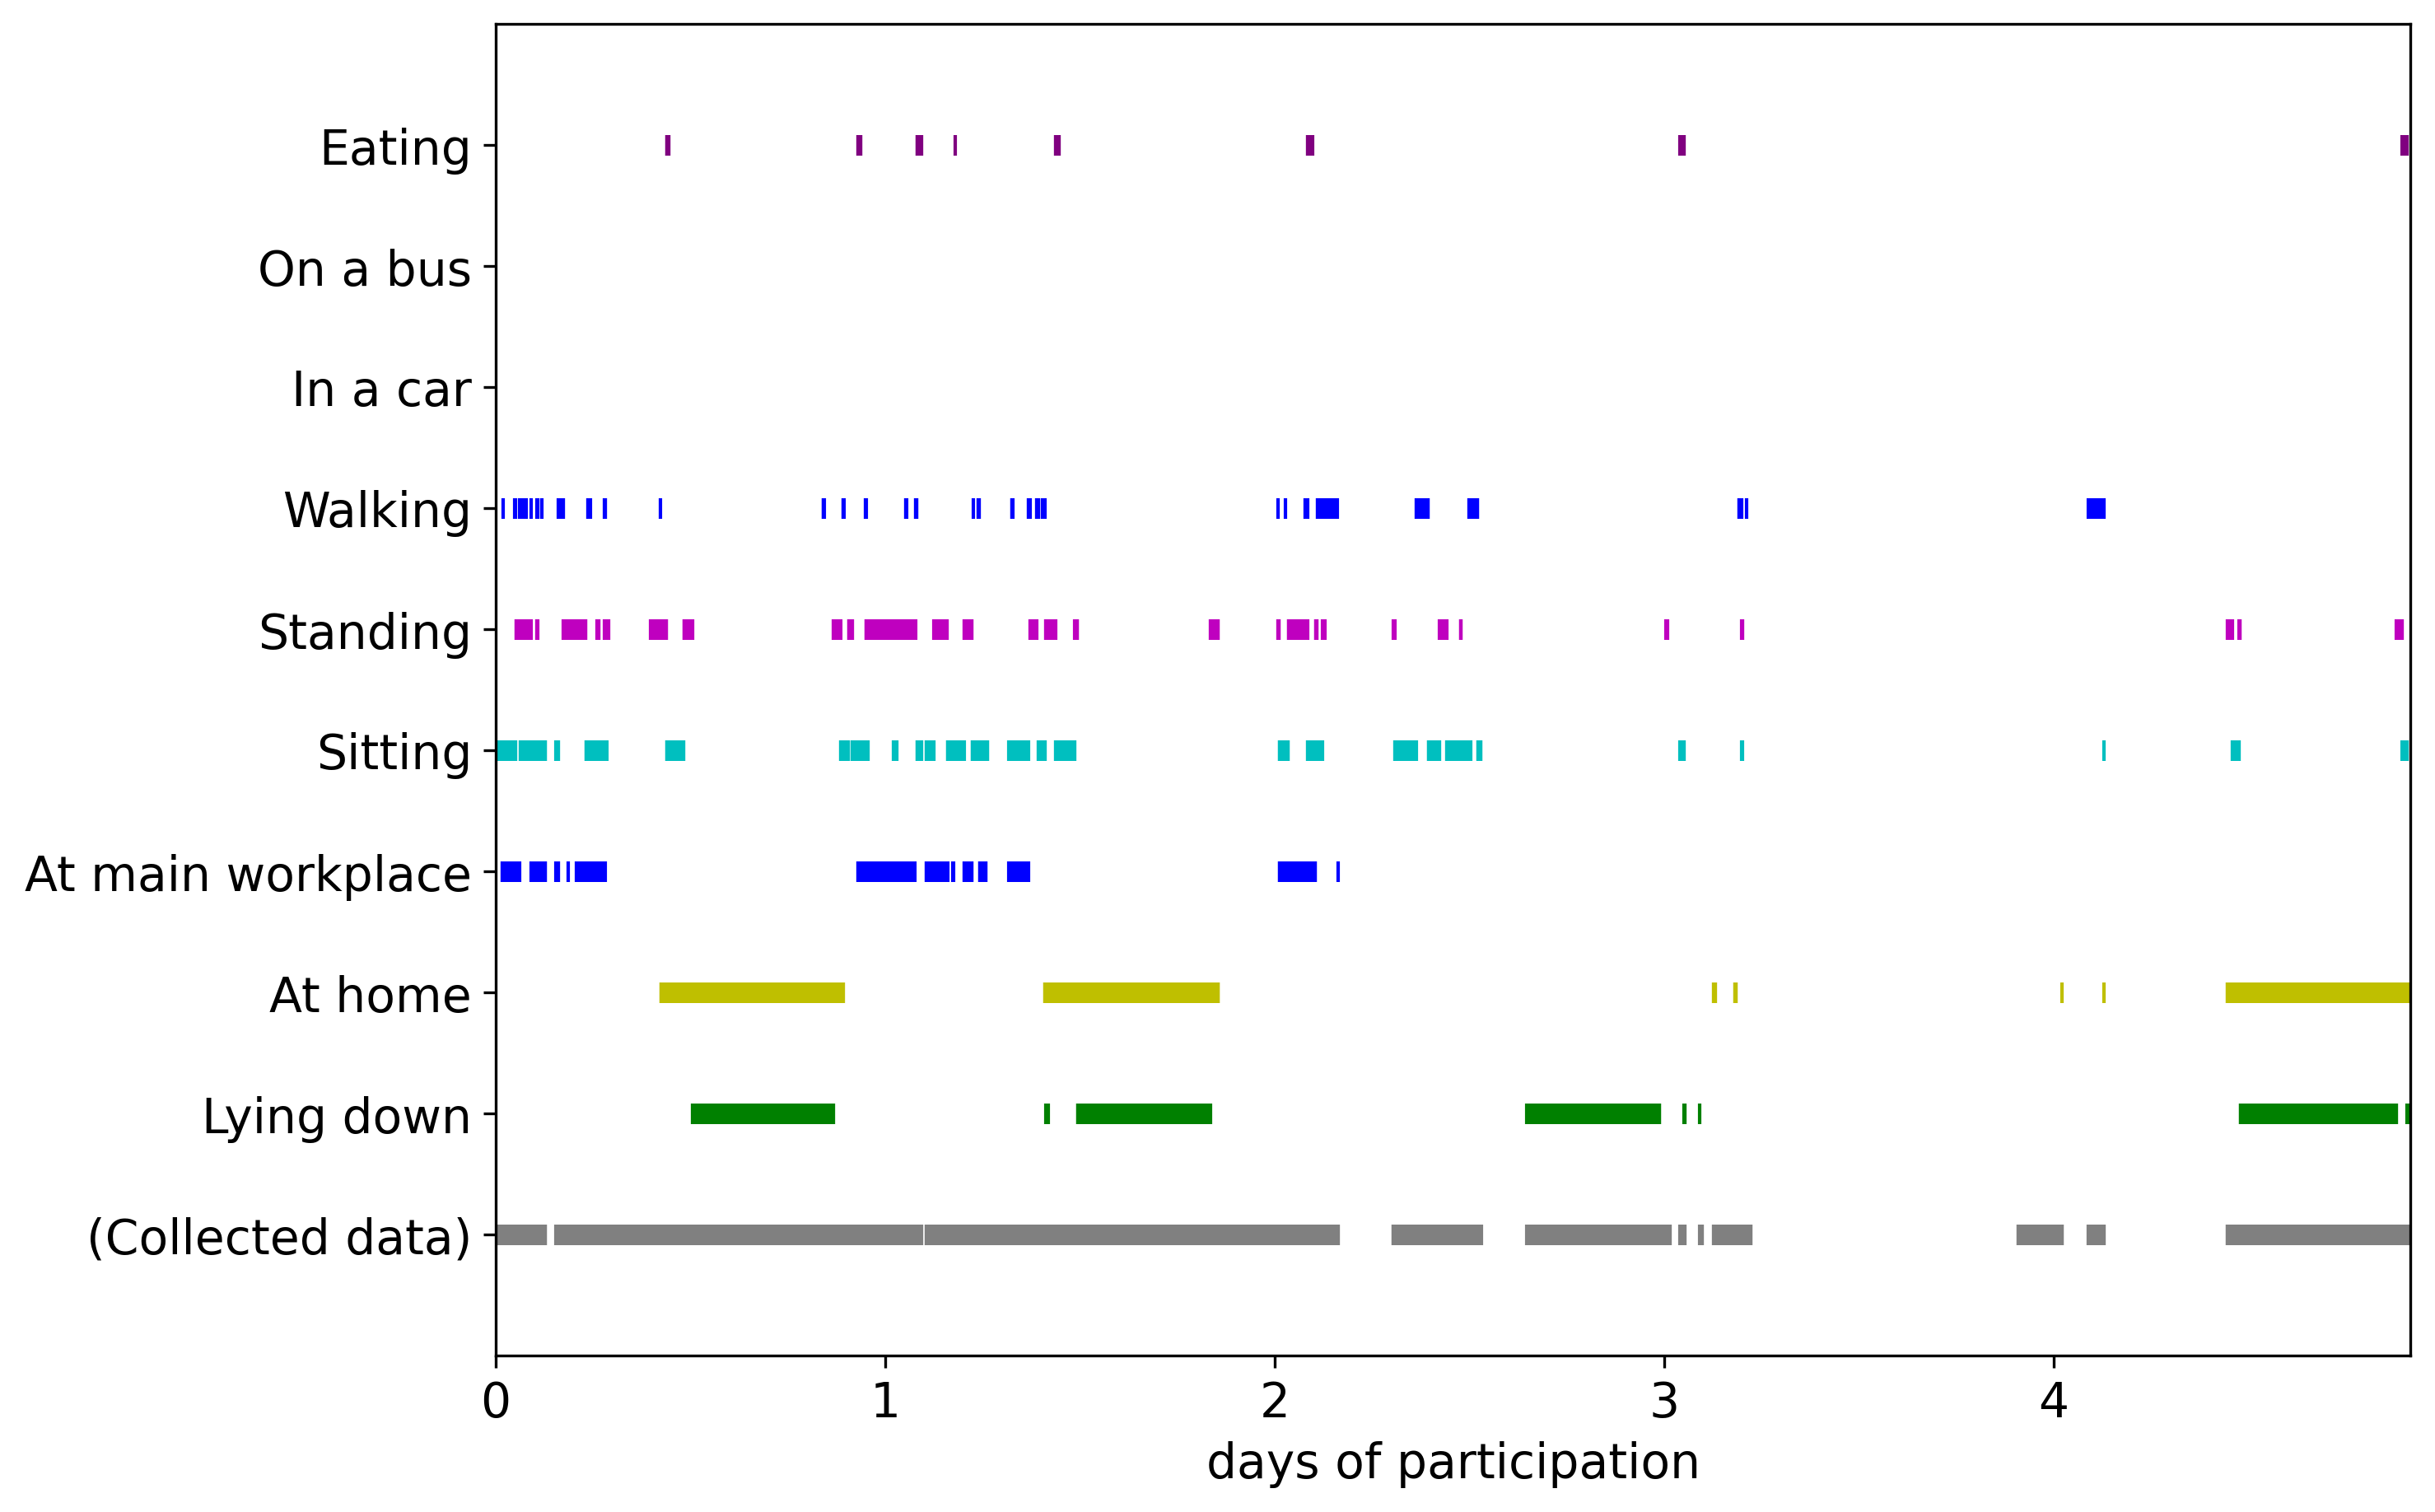 Eating
On a bus
In a car
Walking
Standing
Sitting
At main workplace
At home
Lying down
(Collected data)
0 1 2 3 4
days of participation